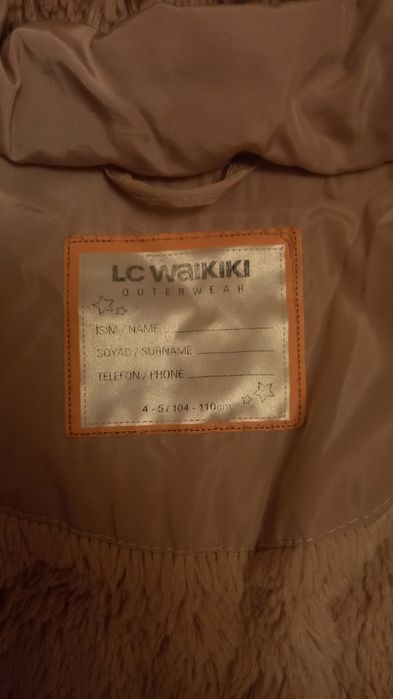 LC WAIKIKI
OUTERWEAR
ISIM / NAME
SOYAD / SURNAME
TELEFON / PHONE
4 - 5 / 104 - 110cm